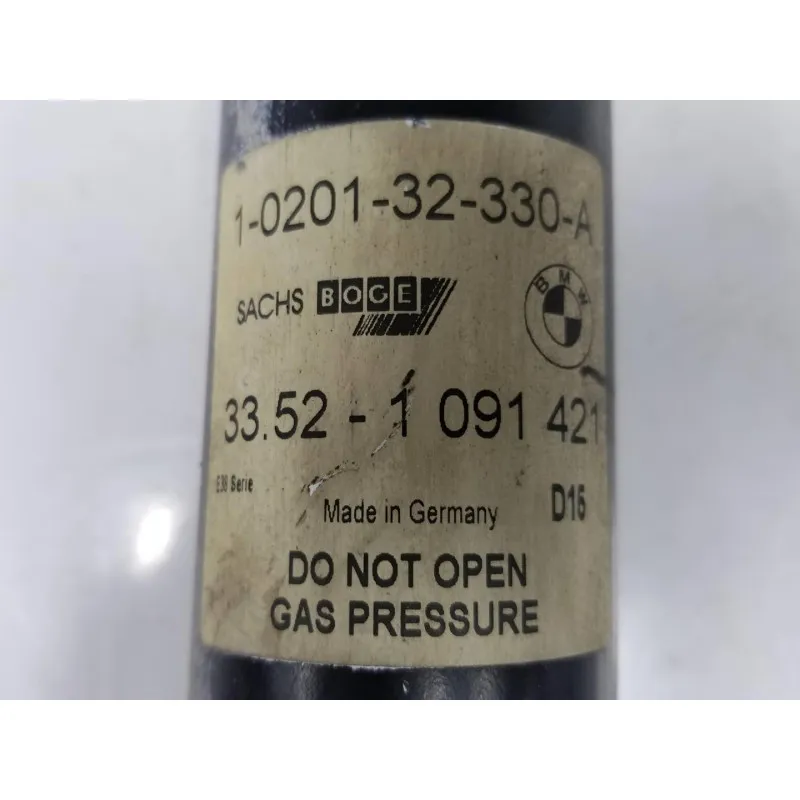 1-0201-32-330-A
SACHS BOGE
BMW
33.52 - 1 091 421
E38 Serie
D15
Made in Germany
DO NOT OPEN
GAS PRESSURE